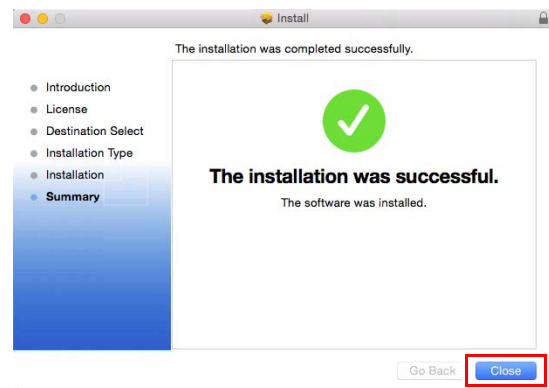 Install
The installation was completed successfully.
Introduction
License
Destination Select
Installation Type
Installation
Summary
The installation was successful.
The software was installed.
Go Back
Close